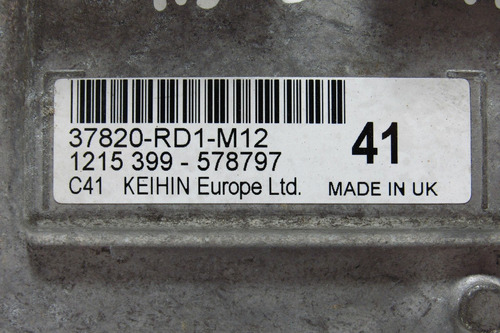 37820-RD1-M12
1215 399 - 578797
41
C41 KEIHIN Europe Ltd. MADE IN UK